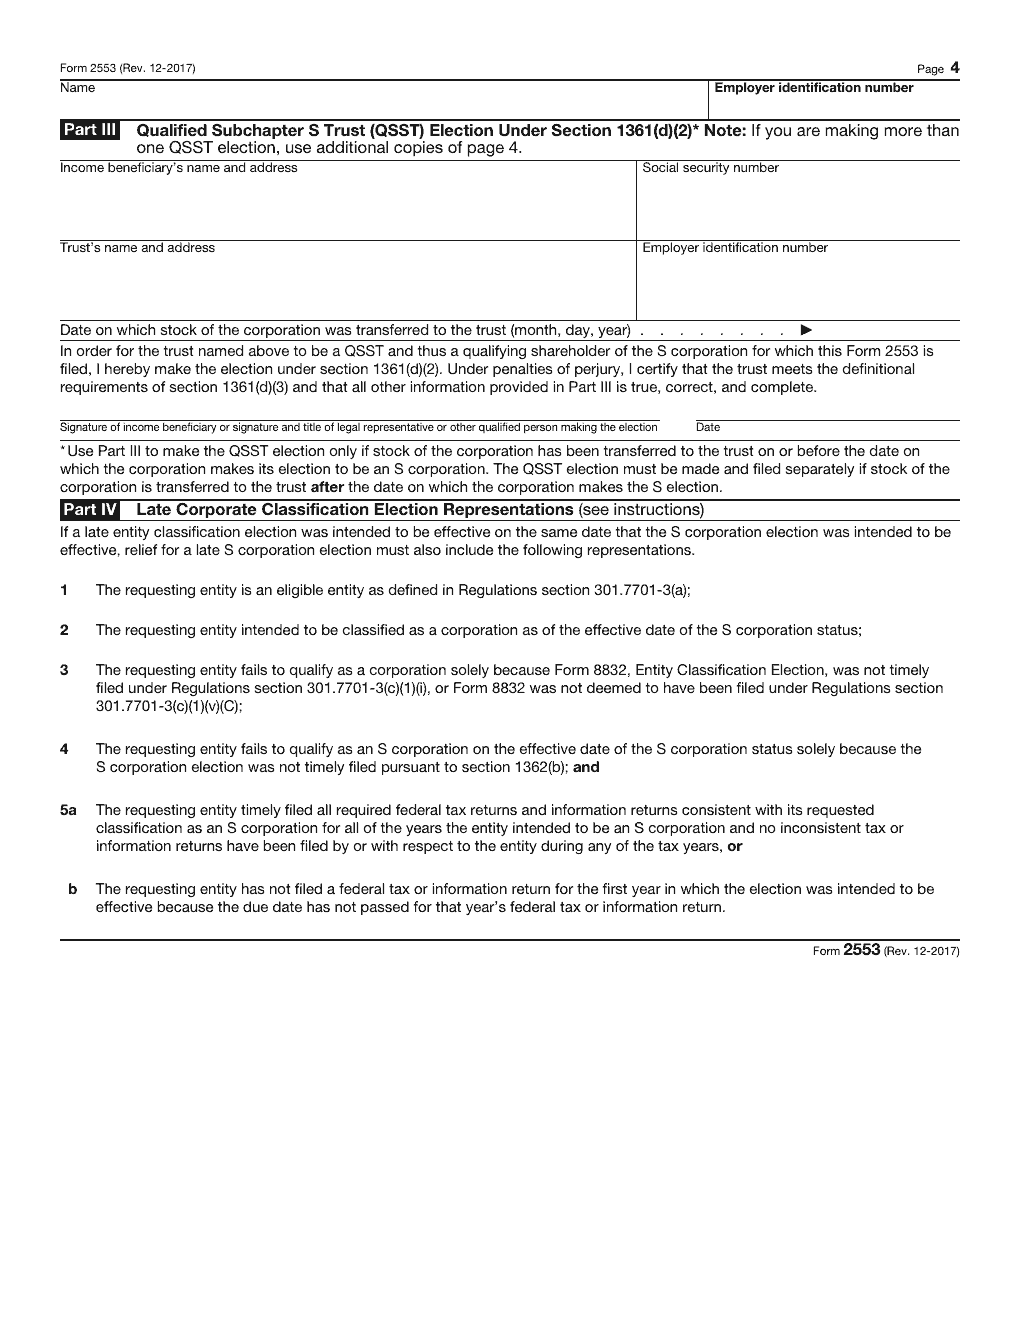 Form 2553 (Rev. 12-2017) Page 4
Name Employer identification number
Part III Qualified Subchapter S Trust (QSST) Election Under Section 1361(d)(2)* Note: If you are making more than
one QSST election, use additional copies of page 4.
Income beneficiary's name and address Social security number
Trust's name and address Employer identification number
Date on which stock of the corporation was transferred to the trust (month, day, year) . . . . . . . . ▶
In order for the trust named above to be a QSST and thus a qualifying shareholder of the S corporation for which this Form 2553 is
filed, I hereby make the election under section 1361(d)(2). Under penalties of perjury, I certify that the trust meets the definitional
requirements of section 1361(d)(3) and that all other information provided in Part III is true, correct, and complete.
Signature of income beneficiary or signature and title of legal representative or other qualified person making the election Date
*Use Part III to make the QSST election only if stock of the corporation has been transferred to the trust on or before the date on
which the corporation makes its election to be an S corporation. The QSST election must be made and filed separately if stock of the
corporation is transferred to the trust after the date on which the corporation makes the S election.
Part IV Late Corporate Classification Election Representations (see instructions)
If a late entity classification election was intended to be effective on the same date that the S corporation election was intended to be
effective, relief for a late S corporation election must also include the following representations.
1 The requesting entity is an eligible entity as defined in Regulations section 301.7701-3(a);
2 The requesting entity intended to be classified as a corporation as of the effective date of the S corporation status;
3 The requesting entity fails to qualify as a corporation solely because Form 8832, Entity Classification Election, was not timely
filed under Regulations section 301.7701-3(c)(1)(i), or Form 8832 was not deemed to have been filed under Regulations section
301.7701-3(c)(1)(v)(C);
4 The requesting entity fails to qualify as an S corporation on the effective date of the S corporation status solely because the
S corporation election was not timely filed pursuant to section 1362(b); and
5a The requesting entity timely filed all required federal tax returns and information returns consistent with its requested
classification as an S corporation for all of the years the entity intended to be an S corporation and no inconsistent tax or
information returns have been filed by or with respect to the entity during any of the tax years, or
b The requesting entity has not filed a federal tax or information return for the first year in which the election was intended to be
effective because the due date has not passed for that year's federal tax or information return.
Form 2553 (Rev. 12-2017)